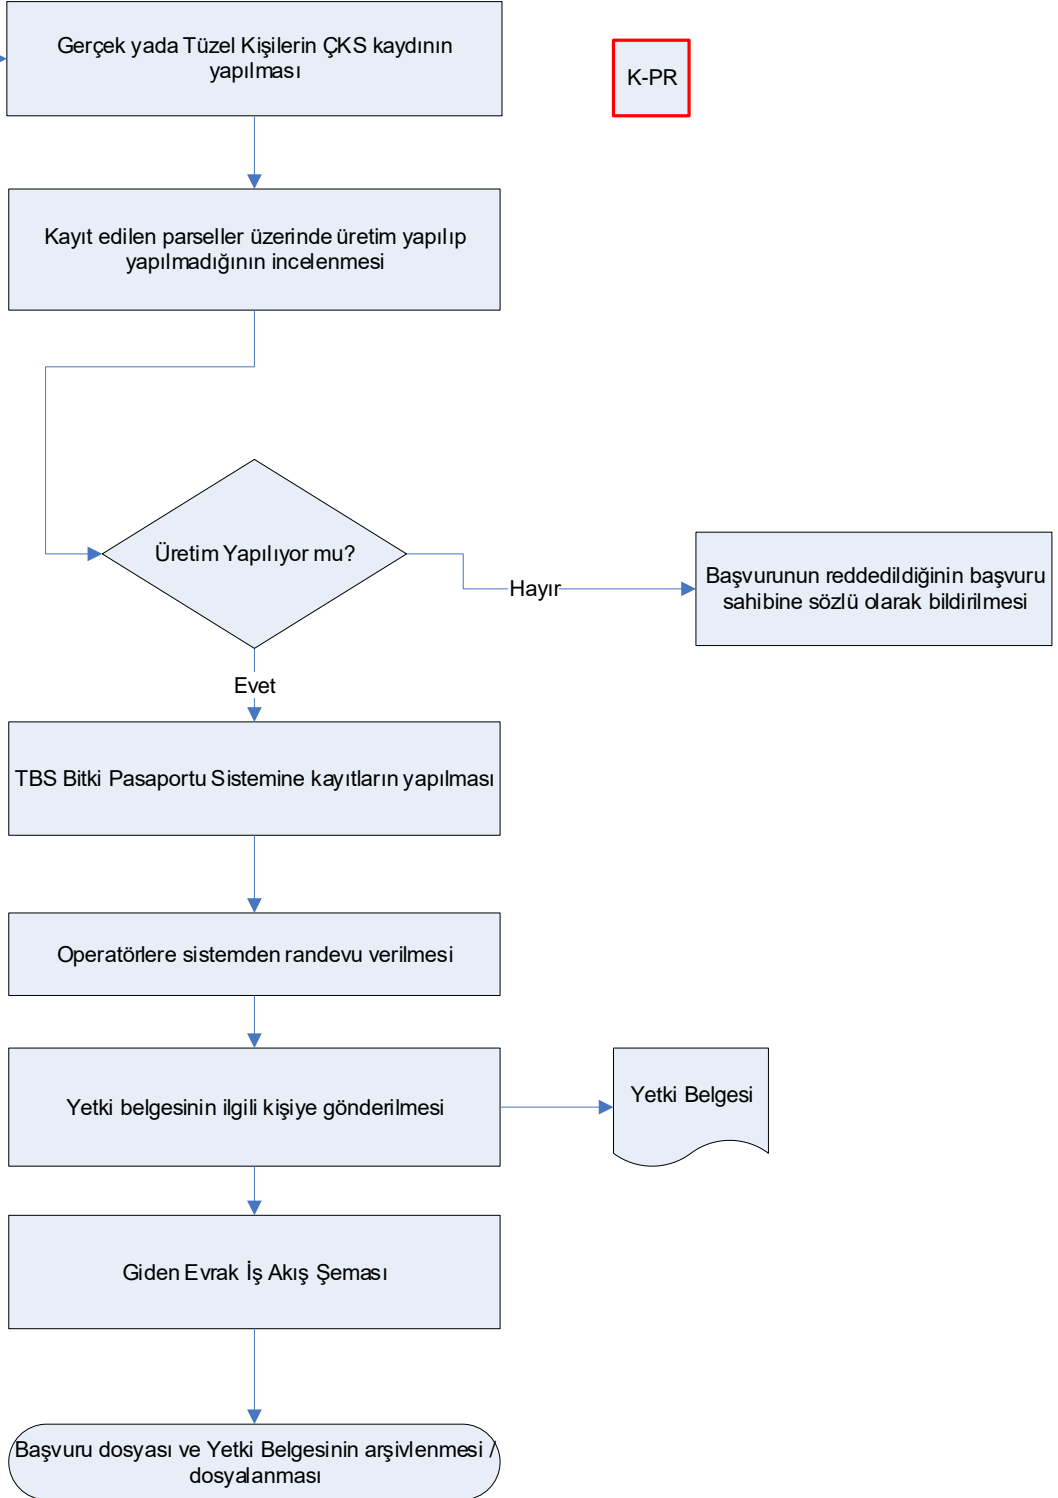 Gerçek yada Tüzel Kişilerin ÇKS kaydının
yapılması
K-PR
Kayıt edilen parseller üzerinde üretim yapılıp
yapılmadığının incelenmesi
Üretim Yapılıyor mu?
Hayır
Başvurunun reddedildiğinin başvuru
sahibine sözlü olarak bildirilmesi
Evet
TBS Bitki Pasaportu Sistemine kayıtların yapılması
Operatörlere sistemden randevu verilmesi
Yetki belgesinin ilgili kişiye gönderilmesi
Yetki Belgesi
Giden Evrak İş Akış Şeması
Başvuru dosyası ve Yetki Belgesinin arşivlenmesi /
dosyalanması